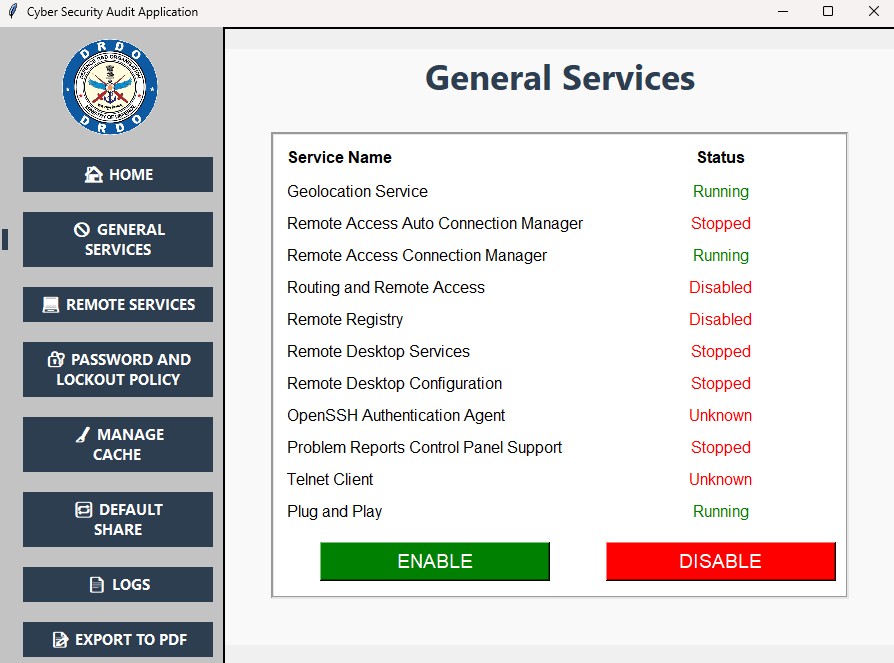 Cyber Security Audit Application
DRDO
DRDO
HOME
GENERAL
SERVICES
REMOTE SERVICES
PASSWORD AND
LOCKOUT POLICY
MANAGE
CACHE
DEFAULT
SHARE
LOGS
EXPORT TO PDF
General Services
Service Name Status
Geolocation Service Running
Remote Access Auto Connection Manager Stopped
Remote Access Connection Manager Running
Routing and Remote Access Disabled
Remote Registry Disabled
Remote Desktop Services Stopped
Remote Desktop Configuration Stopped
OpenSSH Authentication Agent Unknown
Problem Reports Control Panel Support Stopped
Telnet Client Unknown
Plug and Play Running
ENABLE DISABLE